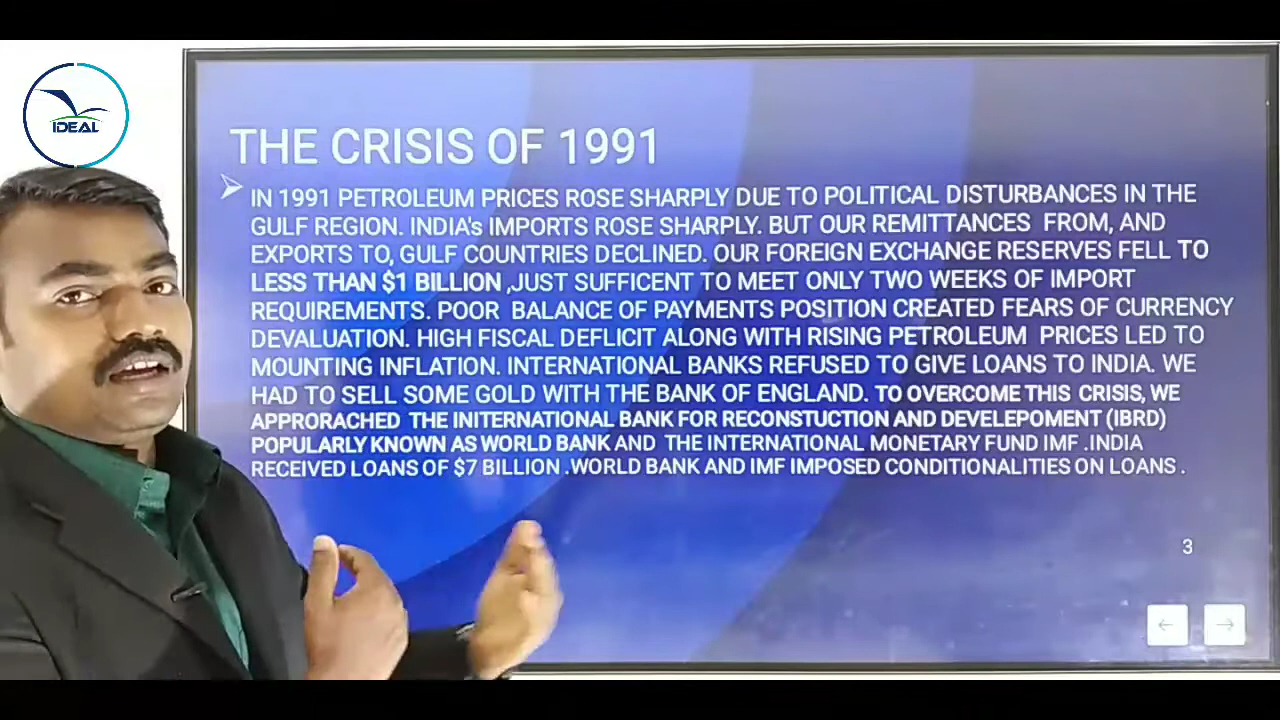 IDEAL
THE CRISIS OF 1991
IN 1991 PETROLEUM PRICES ROSE SHARPLY DUE TO POLITICAL DISTURBANCES IN THE
GULF REGION. INDIA's IMPORTS ROSE SHARPLY. BUT OUR REMITTANCES FROM, AND
EXPORTS TO, GULF COUNTRIES DECLINED. OUR FOREIGN EXCHANGE RESERVES FELL TO
LESS THAN $1 BILLION ,JUST SUFFICENT TO MEET ONLY TWO WEEKS OF IMPORT
REQUIREMENTS. POOR BALANCE OF PAYMENTS POSITION CREATED FEARS OF CURRENCY
DEVALUATION. HIGH FISCAL DEFLICIT ALONG WITH RISING PETROLEUM PRICES LED TO
MOUNTING INFLATION. INTERNATIONAL BANKS REFUSED TO GIVE LOANS TO INDIA. WE
HAD TO SELL SOME GOLD WITH THE BANK OF ENGLAND. TO OVERCOME THIS CRISIS, WE
APPRORACHED THE INITERNATIONAL BANK FOR RECONSTUCTION AND DEVELEPOMENT (IBRD)
POPULARLY KNOWN AS WORLD BANK AND THE INTERNATIONAL MONETARY FUND IMF .INDIA
RECEIVED LOANS OF $7 BILLION .WORLD BANK AND IMF IMPOSED CONDITIONALITIES ON LOANS .
3